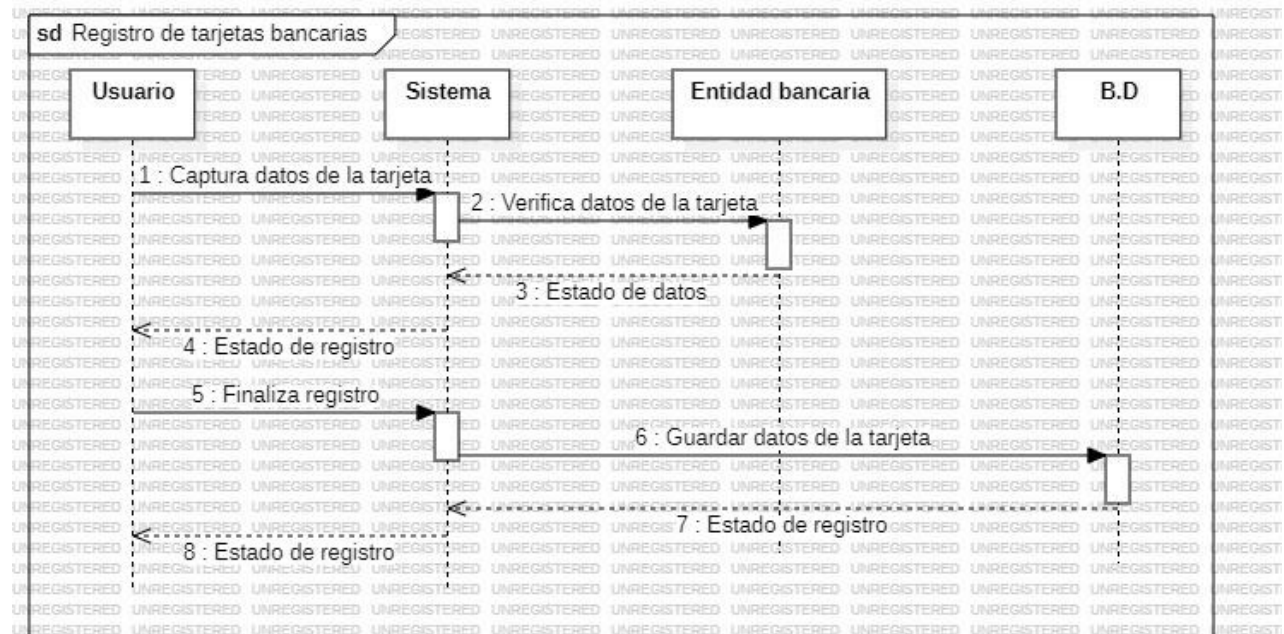 sd Registro de tarjetas bancarias
Usuario
Sistema
Entidad bancaria
B.D
1 : Captura datos de la tarjeta
2 : Verifica datos de la tarjeta
3 : Estado de datos
4 : Estado de registro
5 : Finaliza registro
6 : Guardar datos de la tarjeta
7 : Estado de registro
8 : Estado de registro
UNREGISTERED